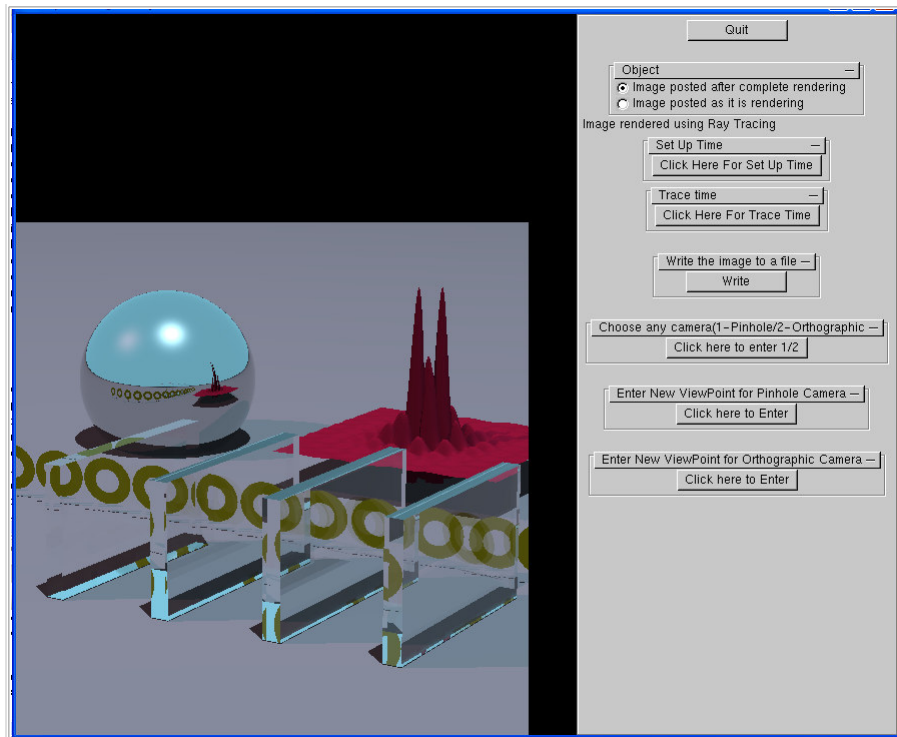 Quit
Object
Image posted after complete rendering
Image posted as it is rendering
Image rendered using Ray Tracing
Set Up Time
Click Here For Set Up Time
Trace time
Click Here For Trace Time
Write the image to a file
Write
Choose any camera(1-Pinhole/2-Orthographic
Click here to enter 1/2
Enter New ViewPoint for Pinhole Camera
Click here to Enter
Enter New ViewPoint for Orthographic Camera
Click here to Enter